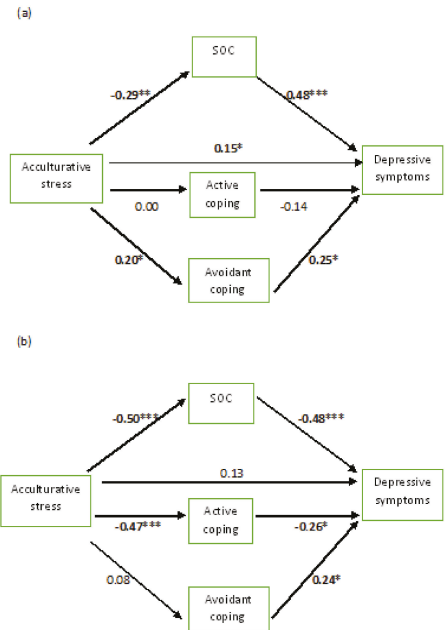 (a)
SOC
-0.29**
-0.48***
0.15*
Acculturative
stress
Depressive
symptoms
Active
coping
0.00
-0.14
0.20*
0.25*
Avoidant
coping
(b)
SOC
-0.50***
-0.48***
0.13
Acculturative
stress
Depressive
symptoms
Active
coping
-0.47***
-0.26*
0.08
0.24*
Avoidant
coping